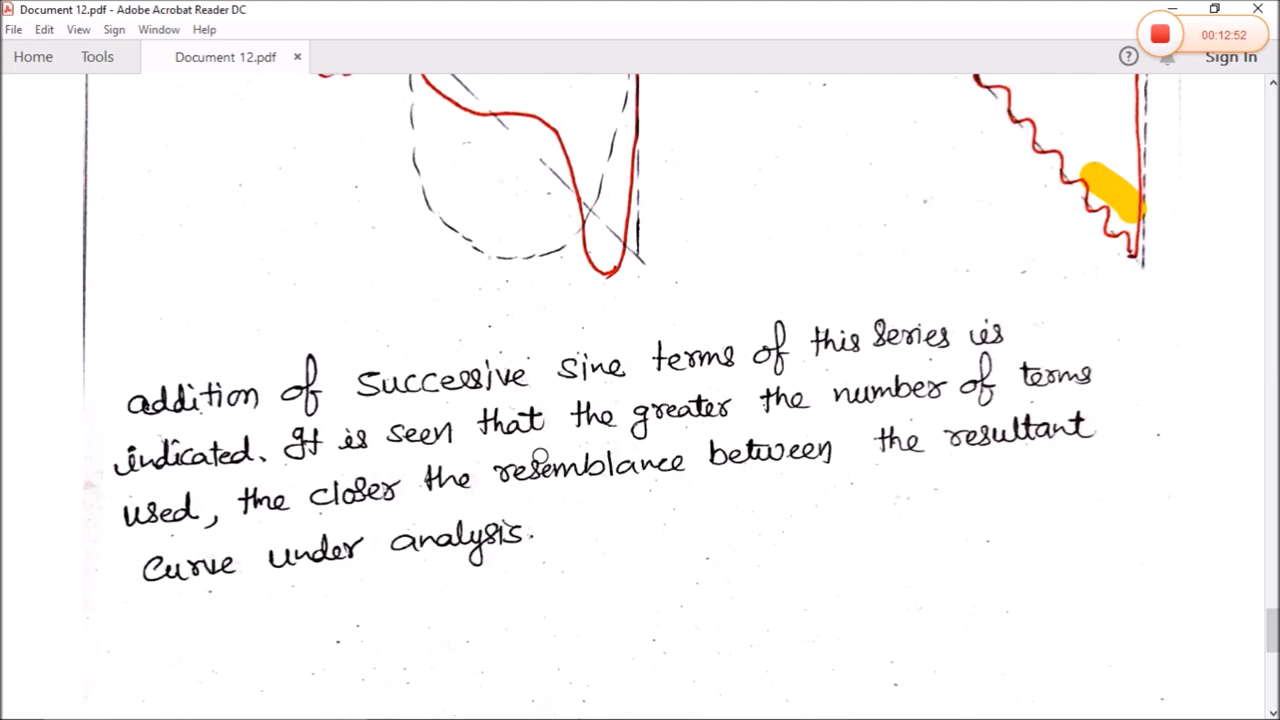 Document 12.pdf - Adobe Acrobat Reader DC
File Edit View Sign Window Help
00:12:52
Home Tools Document 12.pdf × ? Sign In
addition of successive sine terms of this series is
indicated. It is seen that the greater the number of terms
used, the closer the resemblance between the resultant
curve under analysis.